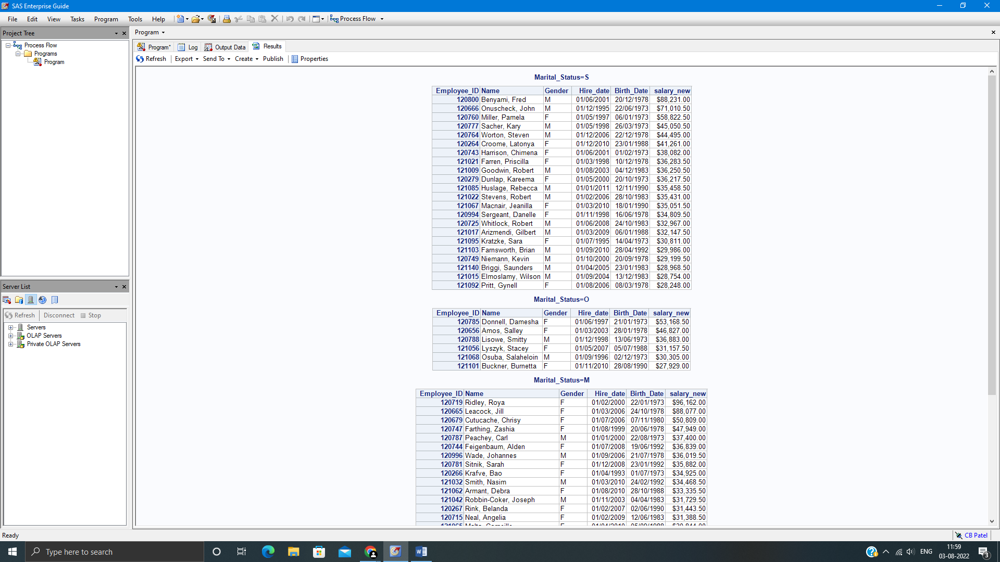 SAS Enterprise Guide
File Edit View Tasks Program Tools Help Process Flow
Project Tree
Process Flow
Programs
Program
Program
Program* Log Output Data Results
Refresh Export Send To Create Publish Properties
Marital_Status=S
Employee_ID Name Gender Hire_date Birth_Date salary_new
120800 Benyami, Fred M 01/06/2001 20/12/1978 $88,231.00
120666 Onuscheck, John M 01/12/1995 22/06/1973 $71,010.50
120760 Miller, Pamela F 01/05/1997 06/01/1973 $58,822.50
120777 Sacher, Kary M 01/05/1998 26/03/1973 $45,050.50
120764 Worton, Steven M 01/12/2006 22/12/1978 $44,495.00
120264 Croome, Latonya F 01/12/2010 23/01/1988 $41,261.00
120743 Harrison, Chimena F 01/06/2001 01/02/1973 $38,082.00
121021 Farren, Priscilla F 01/03/1998 10/12/1978 $36,283.50
121009 Goodwin, Robert M 01/08/2003 04/12/1983 $36,250.50
120279 Dunlap, Kareema F 01/05/2000 20/10/1973 $36,217.50
121085 Huslage, Rebecca M 01/01/2011 12/11/1990 $35,458.50
121022 Stevens, Robert M 01/02/2006 28/10/1983 $35,431.00
121067 Macnair, Jeanilla F 01/03/2010 18/01/1990 $35,051.50
120994 Sergeant, Danelle F 01/11/1998 16/06/1978 $34,809.50
120725 Whitlock, Robert M 01/06/2008 24/10/1983 $32,967.00
121017 Arizmendi, Gilbert M 01/03/2009 06/01/1988 $32,147.50
121095 Kratzke, Sara F 01/07/1995 14/04/1973 $30,811.00
121103 Farnsworth, Brian M 01/09/2010 28/04/1992 $29,986.00
120749 Niemann, Kevin M 01/10/2000 20/09/1978 $29,199.50
121140 Briggi, Saunders M 01/04/2005 23/01/1983 $28,968.50
121015 Elmoslamy, Wilson M 01/09/2004 13/12/1983 $28,754.00
121092 Pritt, Gynell F 01/08/2006 08/03/1978 $28,248.00
Marital_Status=O
Employee_ID Name Gender Hire_date Birth_Date salary_new
120785 Donnell, Damesha F 01/06/1997 21/01/1973 $53,168.50
120656 Amos, Salley F 01/03/2003 28/01/1978 $46,827.00
120788 Lisowe, Smitty M 01/12/1998 13/06/1973 $36,883.00
121056 Lyszyk, Stacey F 01/05/2007 05/07/1988 $31,157.50
121068 Osuba, Salaheloin M 01/09/1996 02/12/1973 $30,305.00
121101 Buckner, Burnetta F 01/11/2010 28/08/1990 $27,929.00
Marital_Status=M
Employee_ID Name Gender Hire_date Birth_Date salary_new
120719 Ridley, Roya F 01/02/2000 22/01/1973 $96,162.00
120665 Leacock, Jill F 01/03/2006 24/10/1978 $88,077.00
120679 Cutucache, Chrisy F 01/07/2006 07/11/1980 $50,809.00
120747 Farthing, Zashia F 01/08/1999 20/06/1978 $47,949.00
120787 Peachey, Carl M 01/01/2000 22/08/1973 $37,400.00
120744 Feigenbaum, Alden F 01/07/2008 19/06/1992 $36,839.00
120996 Wade, Johannes M 01/09/2006 21/07/1978 $36,019.50
120781 Sitnik, Sarah F 01/12/2008 23/01/1992 $35,882.00
120266 Krafve, Bao F 01/04/1993 01/07/1973 $34,925.00
121032 Smith, Nasim M 01/03/2010 24/02/1992 $34,468.50
121062 Armant, Debra F 01/08/2010 28/10/1988 $33,335.50
121042 Robbin-Coker, Joseph M 01/11/2003 04/04/1983 $31,729.50
120267 Rink, Belanda F 01/02/2007 02/06/1990 $31,443.50
120715 Neal, Angelia F 01/02/2009 12/06/1983 $31,388.50
Server List
Refresh Disconnect Stop
Servers
OLAP Servers
Private OLAP Servers
Ready
CB Patel
Type here to search
ENG
11:59
03-08-2022
3